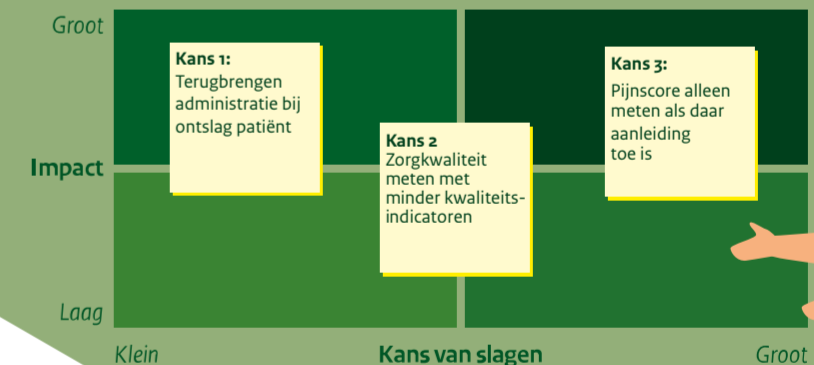 Groot
Kans 1:
Terugbrengen
administratie bij
ontslag patiënt
Kans 2
Zorgkwaliteit
meten met
minder kwaliteits-
indicatoren
Kans 3:
Pijnscore alleen
meten als daar
aanleiding
toe is
Impact
Laag
Klein
Kans van slagen
Groot